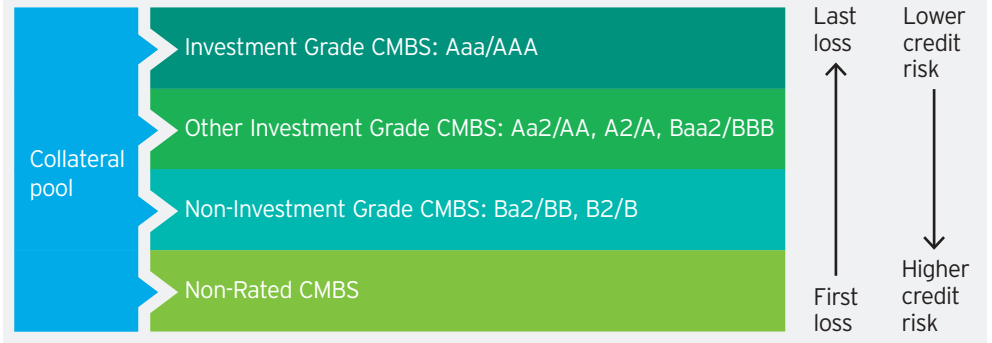 Collateral
pool
Investment Grade CMBS: Aaa/AAA
Other Investment Grade CMBS: Aa2/AA, A2/A, Baa2/BBB
Non-Investment Grade CMBS: Ba2/BB, B2/B
Non-Rated CMBS
Last
loss
First
loss
Lower
credit
risk
Higher
credit
risk